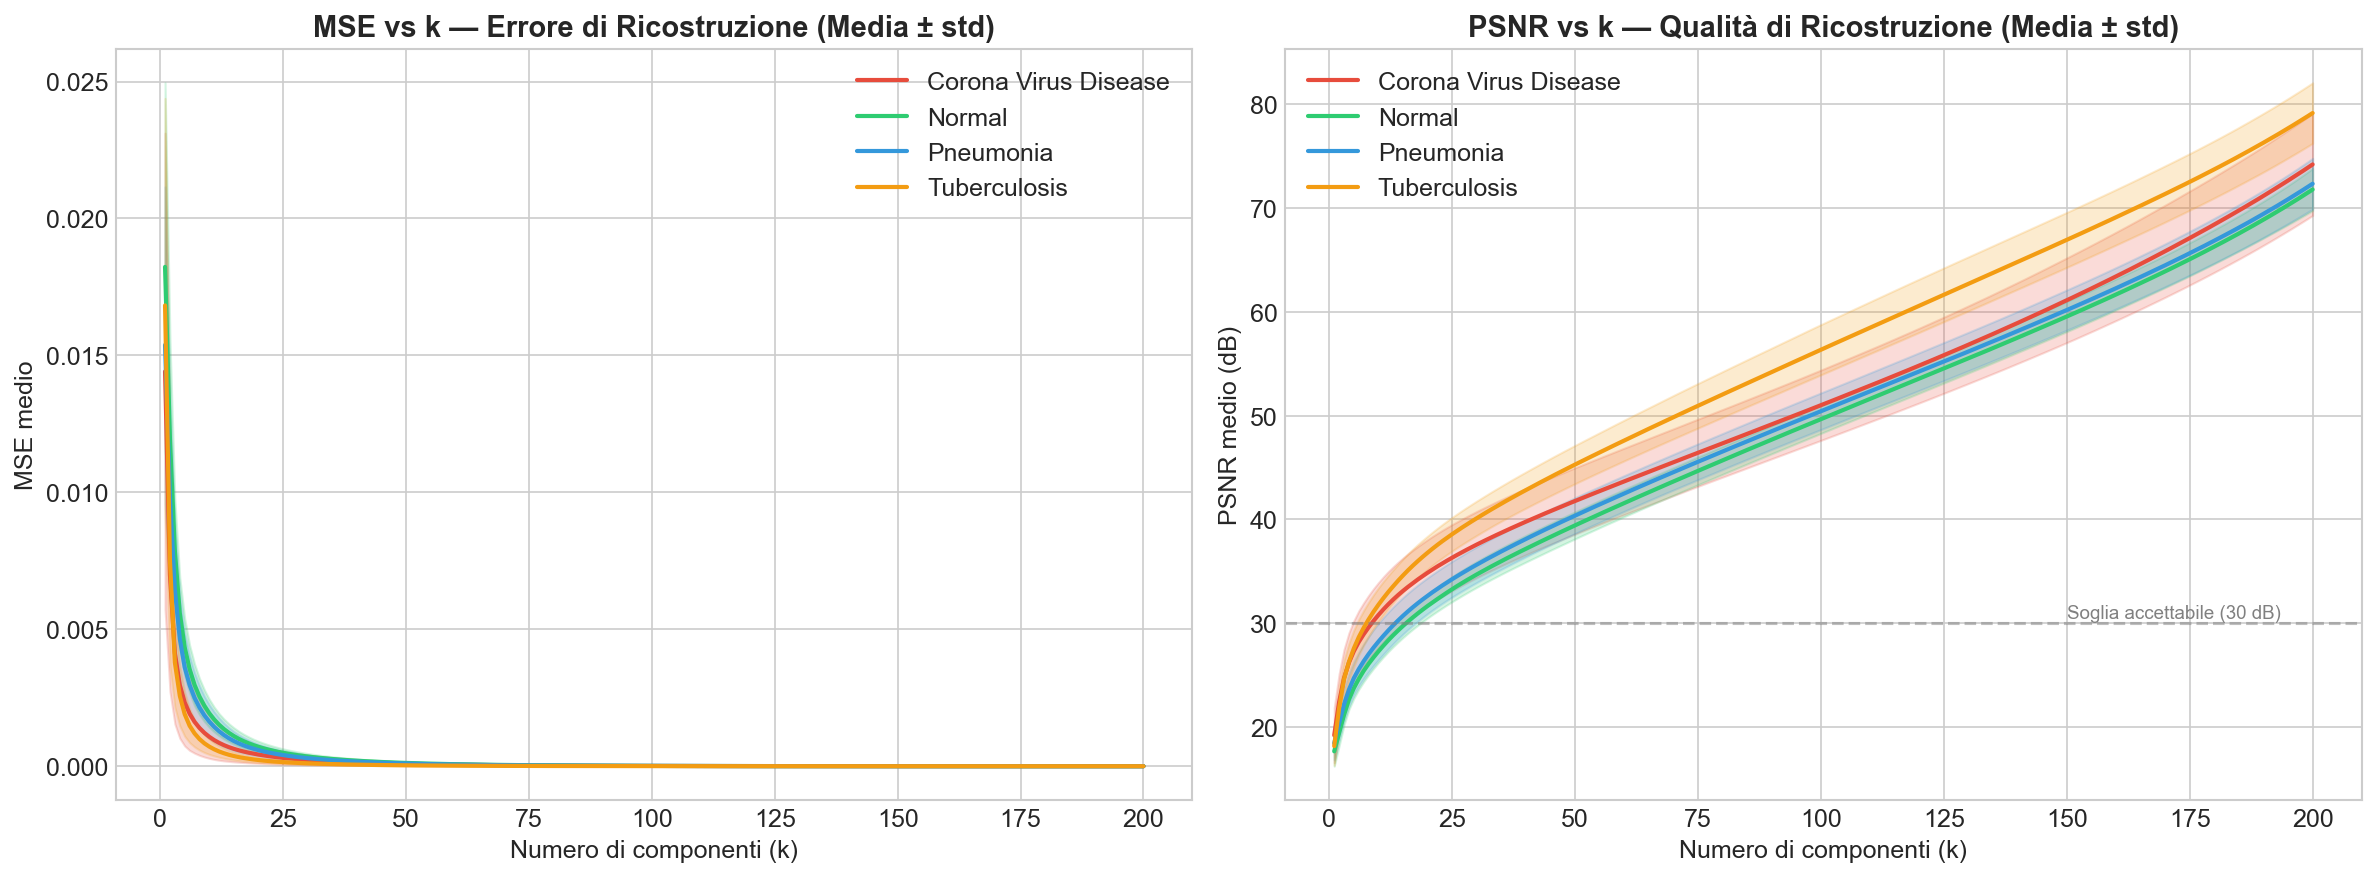 MSE vs k — Errore di Ricostruzione (Media ± std)
MSE medio
0.025
0.020
0.015
0.010
0.005
0.000
Corona Virus Disease
Normal
Pneumonia
Tuberculosis
0 25 50 75 100 125 150 175 200
Numero di componenti (k)
PSNR vs k — Qualità di Ricostruzione (Media ± std)
PSNR medio (dB)
80
70
60
50
40
30
20
Corona Virus Disease
Normal
Pneumonia
Tuberculosis
Soglia accettabile (30 dB)
0 25 50 75 100 125 150 175 200
Numero di componenti (k)